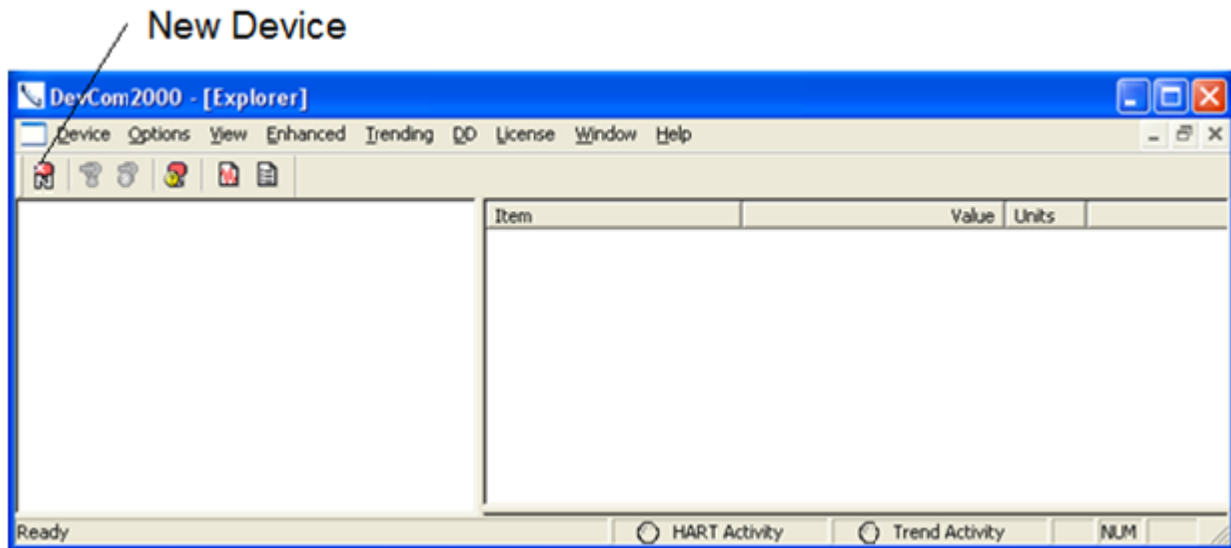 New Device
DevCom2000 - [Explorer]
Device Options View Enhanced Trending DD License Window Help
Item Value Units
Ready HART Activity Trend Activity NUM